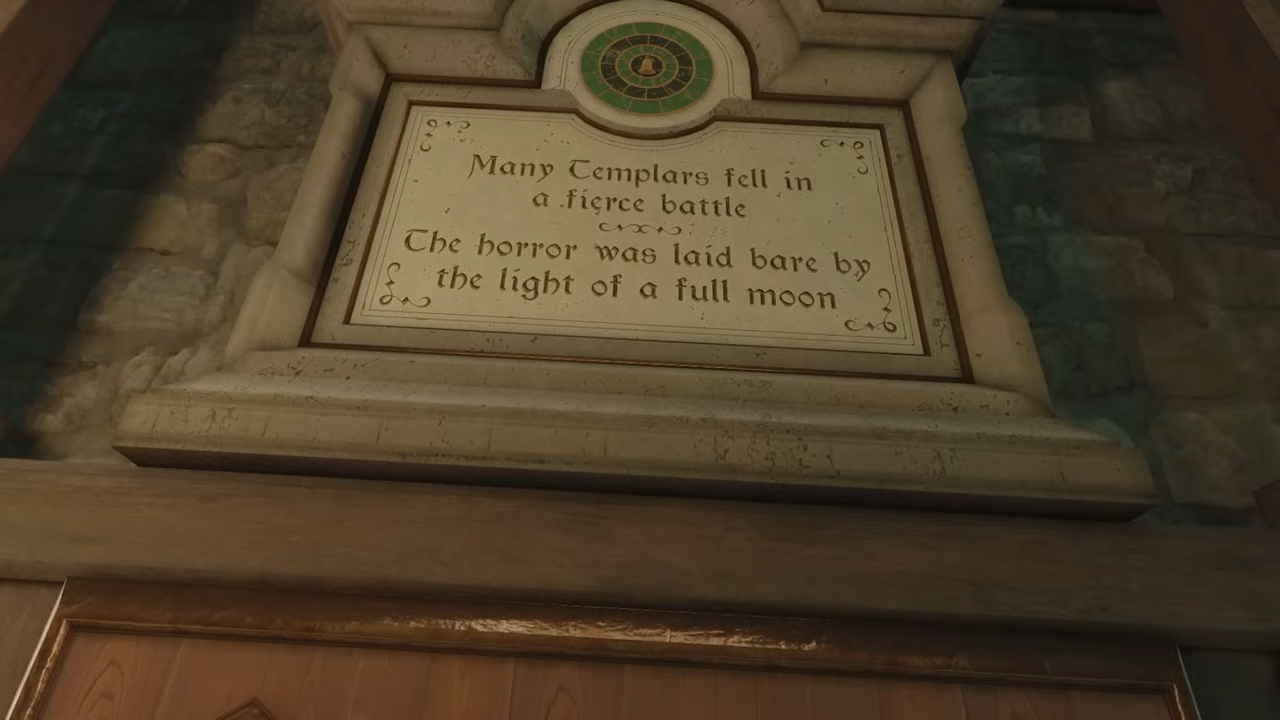 Many Templars fell in
a fierce battle
The horror was laid bare by
the light of a full moon